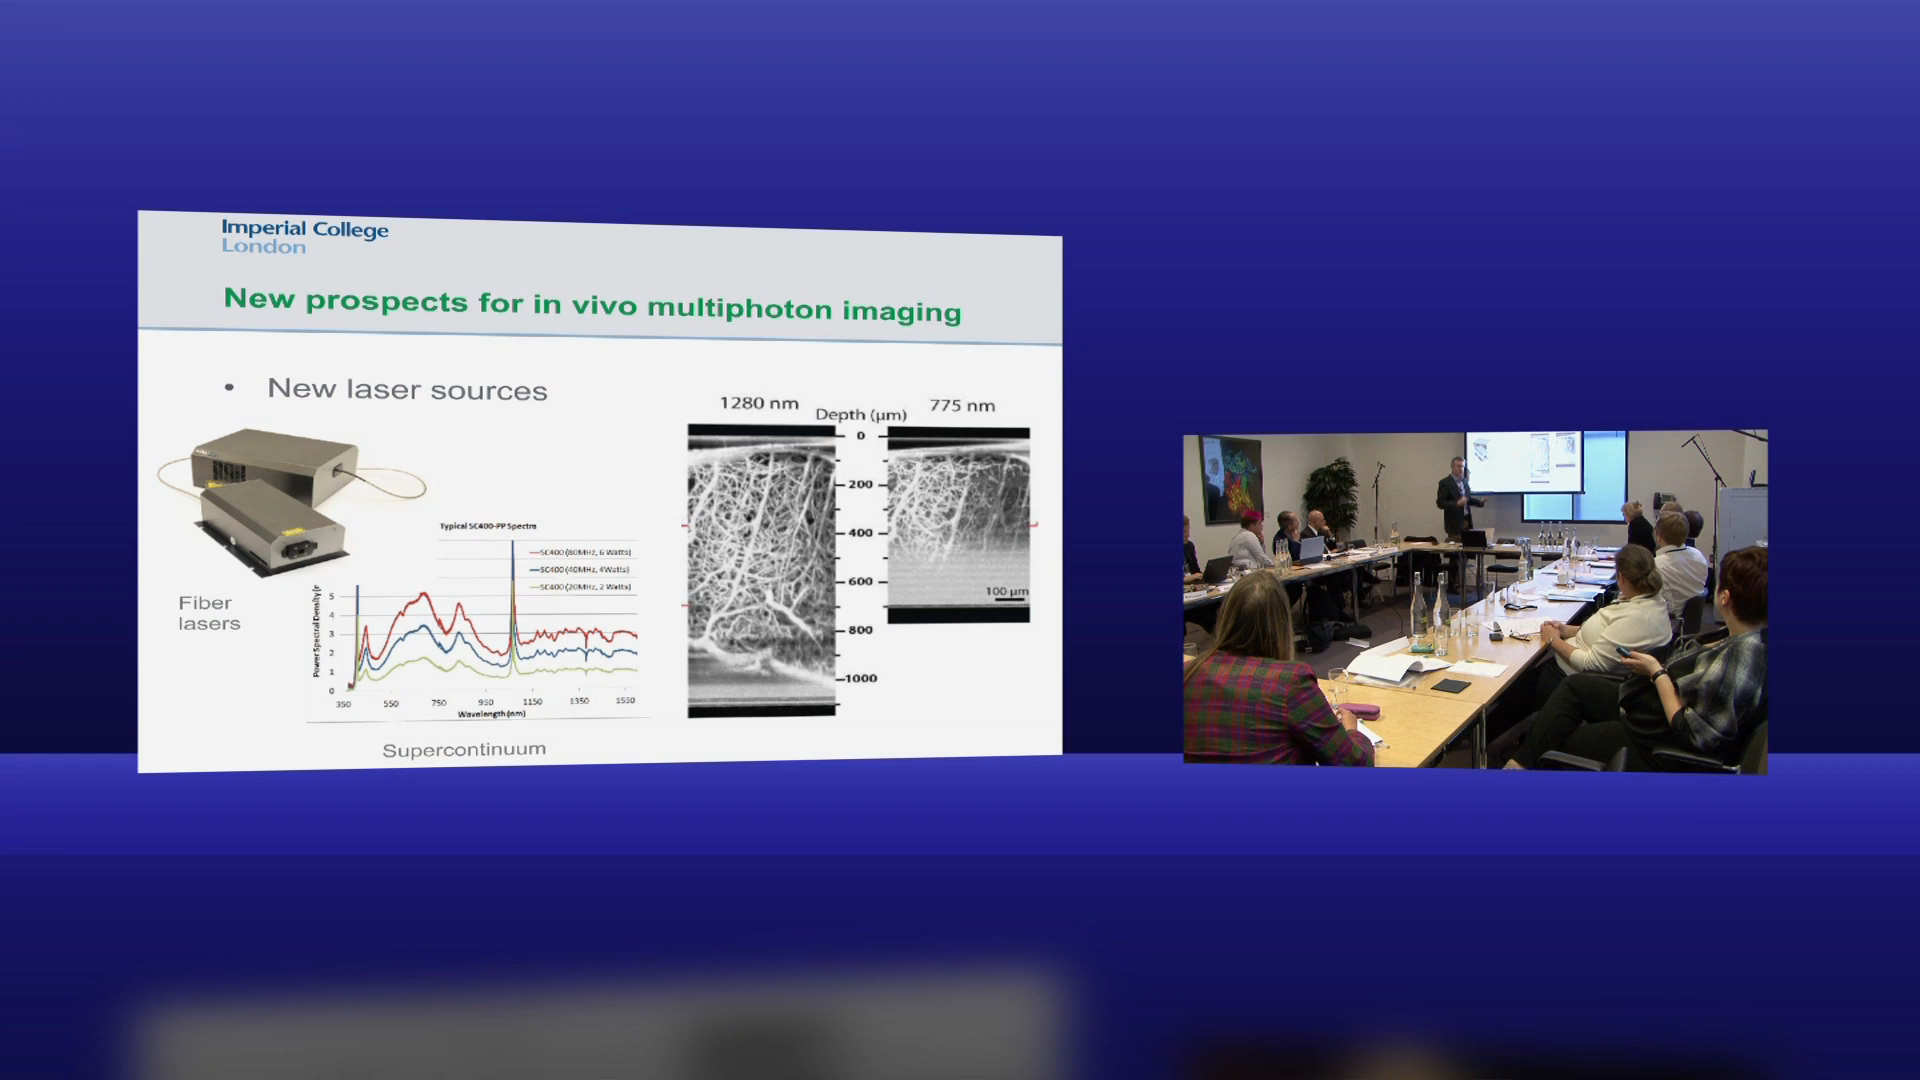 Imperial College
London
New prospects for in vivo multiphoton imaging
• New laser sources
1280 nm
Depth (µm)
775 nm
0
200
400
600
800
1000
100 µm
Fiber
lasers
Typical SC400-PP Spectra
SC400 (80MHz, 6 Watts)
SC400 (40MHz, 4Watts)
SC400 (20MHz, 2 Watts)
Power Spectral Density
5
4
3
2
1
0
350 550 750 950 1150 1350 1550
Wavelength (nm)
Supercontinuum